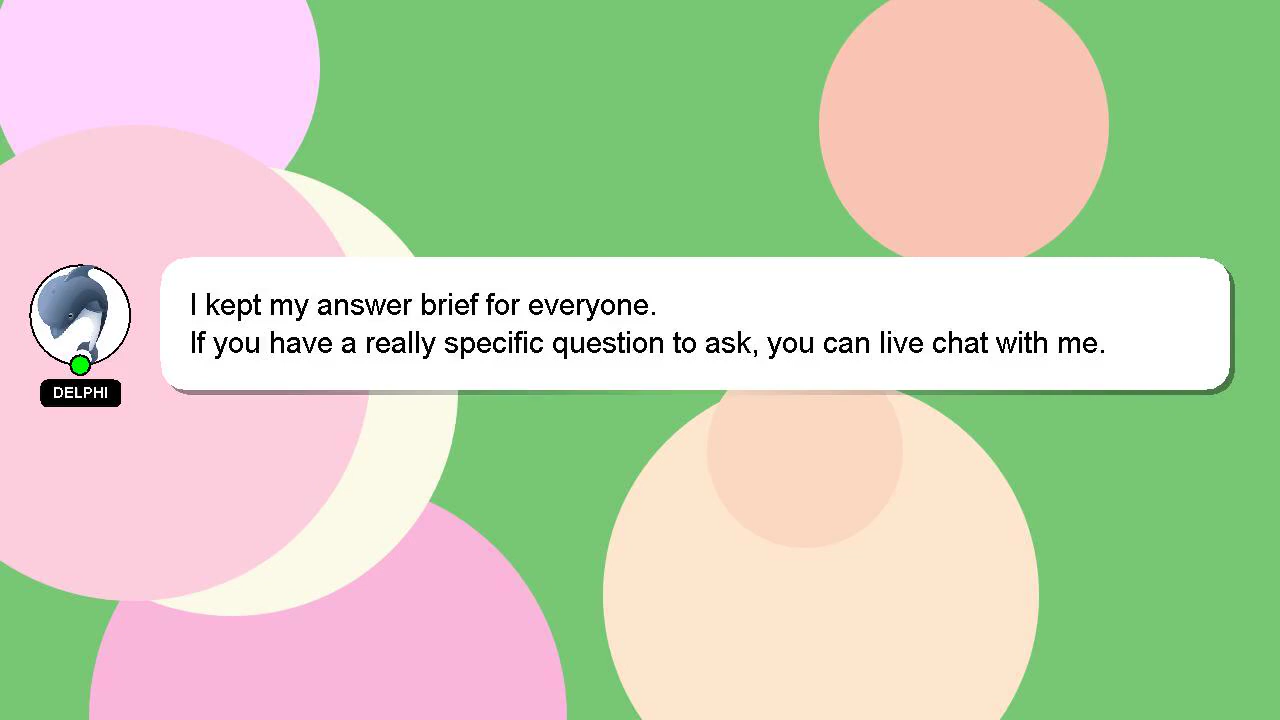 I kept my answer brief for everyone.
If you have a really specific question to ask, you can live chat with me.
DELPHI